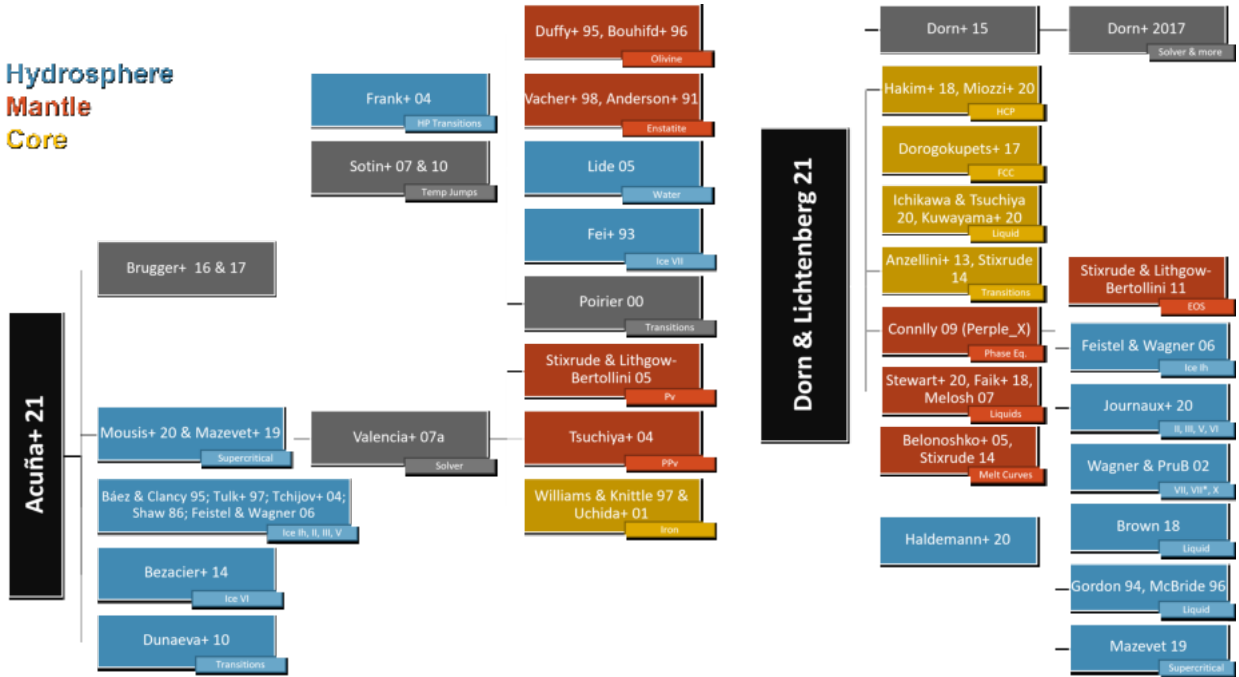 Hydrosphere
Mantle
Core
Acuña+ 21
Brugger+ 16 & 17
Mousis+ 20 & Mazevet+ 19
Supercritical
Báez & Clancy 95; Tulk+ 97; Tchijov+ 04;
Shaw 86; Feistel & Wagner 06
Ice Ih, II, III, V
Bezacier+ 14
Ice VI
Dunaeva+ 10
Transitions
Frank+ 04
HP Transitions
Sotin+ 07 & 10
Temp Jumps
Valencia+ 07a
Solver
Duffy+ 95, Bouhifd+ 96
Olivine
Vacher+ 98, Anderson+ 91
Enstatite
Lide 05
Water
Fei+ 93
Ice VII
Poirier 00
Transitions
Stixrude & Lithgow-
Bertollini 05
Pv
Tsuchiya+ 04
PPv
Williams & Knittle 97 &
Uchida+ 01
Iron
Dorn & Lichtenberg 21
Dorn+ 15
Hakim+ 18, Miozzi+ 20
HCP
Dorogokupets+ 17
FCC
Ichikawa & Tsuchiya
20, Kuwayama+ 20
Liquid
Anzellini+ 13, Stixrude
14
Transitions
Connlly 09 (Perple_X)
Phase Eq.
Stewart+ 20, Faik+ 18,
Melosh 07
Liquids
Belonoshko+ 05,
Stixrude 14
Melt Curves
Haldemann+ 20
Dorn+ 2017
Solver & more
Stixrude & Lithgow-
Bertollini 11
EOS
Feistel & Wagner 06
Ice Ih
Journaux+ 20
II, III, V, VI
Wagner & PruB 02
VII, VII*, X
Brown 18
Liquid
Gordon 94, McBride 96
Liquid
Mazevet 19
Supercritical